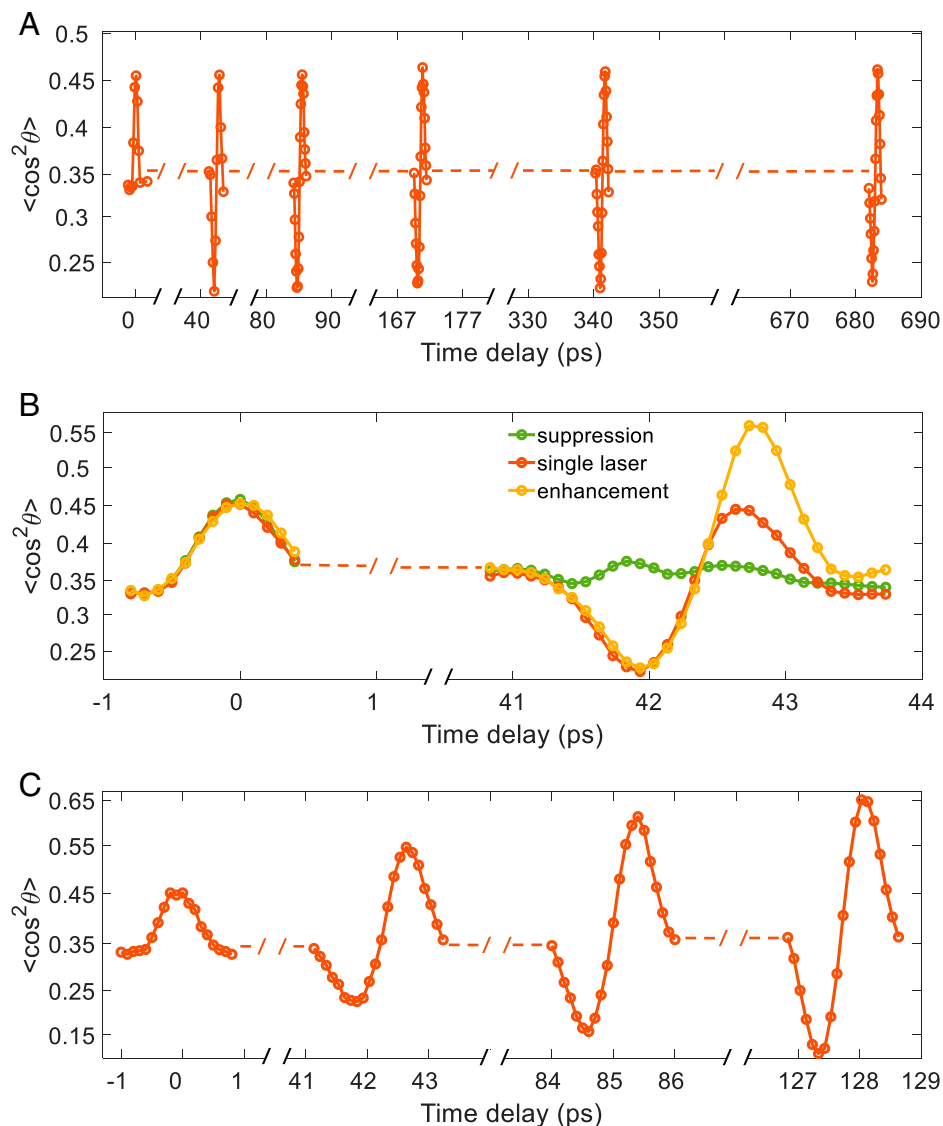 A
<cos²θ>
0.5
0.45
0.4
0.35
0.3
0.25
0 40 80 90 167 177 330 340 350 670 680 690
Time delay (ps)
B
<cos²θ>
0.55
0.5
0.45
0.4
0.35
0.3
0.25
suppression
single laser
enhancement
-1 0 1 41 42 43 44
Time delay (ps)
C
<cos²θ>
0.65
0.55
0.45
0.35
0.25
0.15
-1 0 1 41 42 43 84 85 86 127 128 129
Time delay (ps)